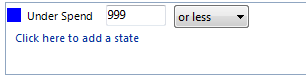 Under Spend 999 or less
Click here to add a state